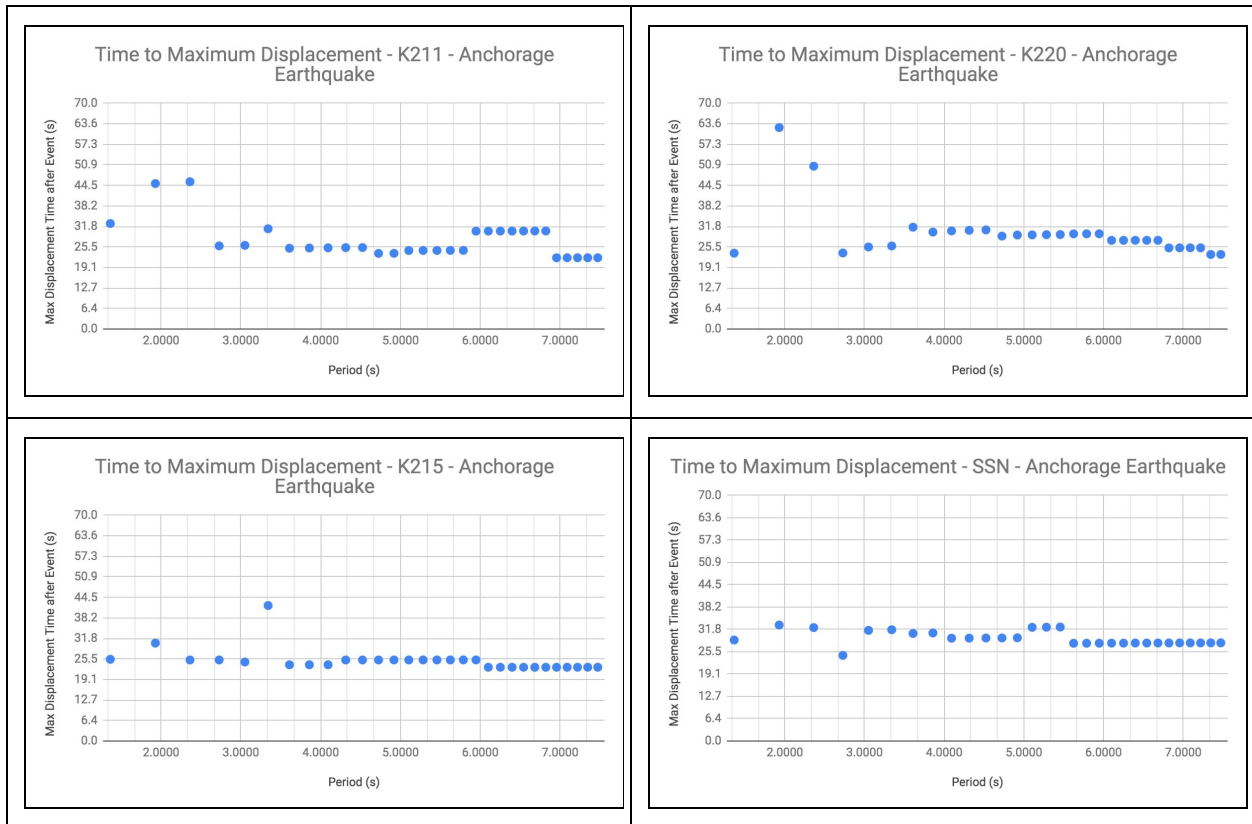 Time to Maximum Displacement - K211 - Anchorage
Earthquake
Max Displacement Time after Event (s)
70.0
63.6
57.3
50.9
44.5
38.2
31.8
25.5
19.1
12.7
6.4
0.0
2.0000 3.0000 4.0000 5.0000 6.0000 7.0000
Period (s)
Time to Maximum Displacement - K220 - Anchorage
Earthquake
Max Displacement Time after Event (s)
70.0
63.6
57.3
50.9
44.5
38.2
31.8
25.5
19.1
12.7
6.4
0.0
2.0000 3.0000 4.0000 5.0000 6.0000 7.0000
Period (s)
Time to Maximum Displacement - K215 - Anchorage
Earthquake
Max Displacement Time after Event (s)
70.0
63.6
57.3
50.9
44.5
38.2
31.8
25.5
19.1
12.7
6.4
0.0
2.0000 3.0000 4.0000 5.0000 6.0000 7.0000
Period (s)
Time to Maximum Displacement - SSN - Anchorage Earthquake
Max Displacement Time after Event (s)
70.0
63.6
57.3
50.9
44.5
38.2
31.8
25.5
19.1
12.7
6.4
0.0
2.0000 3.0000 4.0000 5.0000 6.0000 7.0000
Period (s)